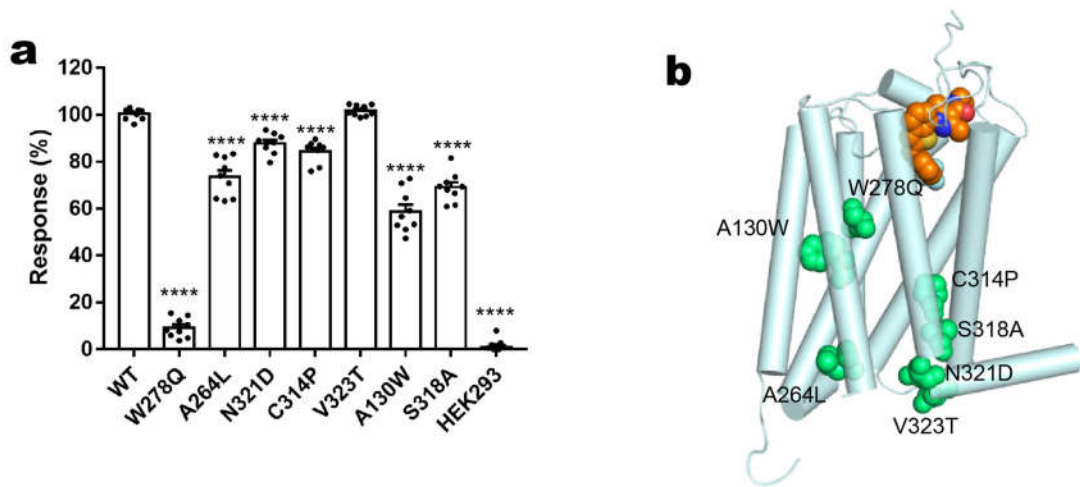 a
Response (%)
120
100
80
60
40
20
0
****
****
****
****
****
****
****
WT
W278Q
A264L
N321D
C314P
V323T
A130W
S318A
HEK293
b
W278Q
A130W
C314P
S318A
N321D
A264L
V323T